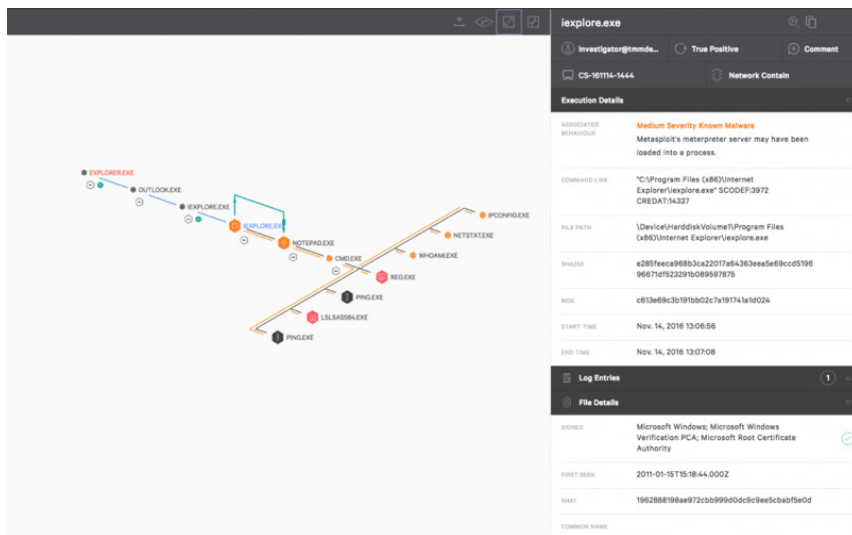 EXPLORER.EXE
OUTLOOK.EXE
IEXPLORE.EXE
IEXPLORE.EXE
NOTEPAD.EXE
CMD.EXE
REG.EXE
PING.EXE
LSLSASS64.EXE
PING.EXE
WHOAMI.EXE
NETSTAT.EXE
IPCONFIG.EXE
iexplore.exe
Investigator@tmmde...
True Positive
Comment
CS-161114-1444
Network Contain
Execution Details
ASSOCIATED
BEHAVIOUR
Medium Severity Known Malware
Metasploit's meterpreter server may have been
loaded into a process.
COMMAND LINE
"C:\Program Files (x86)\Internet
Explorer\iexplore.exe" SCODEF:3972
CREDAT:14337
FILE PATH
\Device\HarddiskVolume1\Program Files
(x86)\Internet Explorer\iexplore.exe
SHA256
e285feeca968b3ca22017a64363eea5e69ccd5196
96671df523291b089597875
MD5
c613e69c3b191bb02c7a191741a1d024
START TIME
Nov. 14, 2016 13:06:56
END TIME
Nov. 14, 2016 13:07:08
Log Entries
1
File Details
SIGNED
Microsoft Windows; Microsoft Windows
Verification PCA; Microsoft Root Certificate
Authority
FIRST SEEN
2011-01-15T15:18:44.000Z
SHA1
1962888198ae972cbb999d0dc9c9ee5cbabf5e0d
COMMON NAME